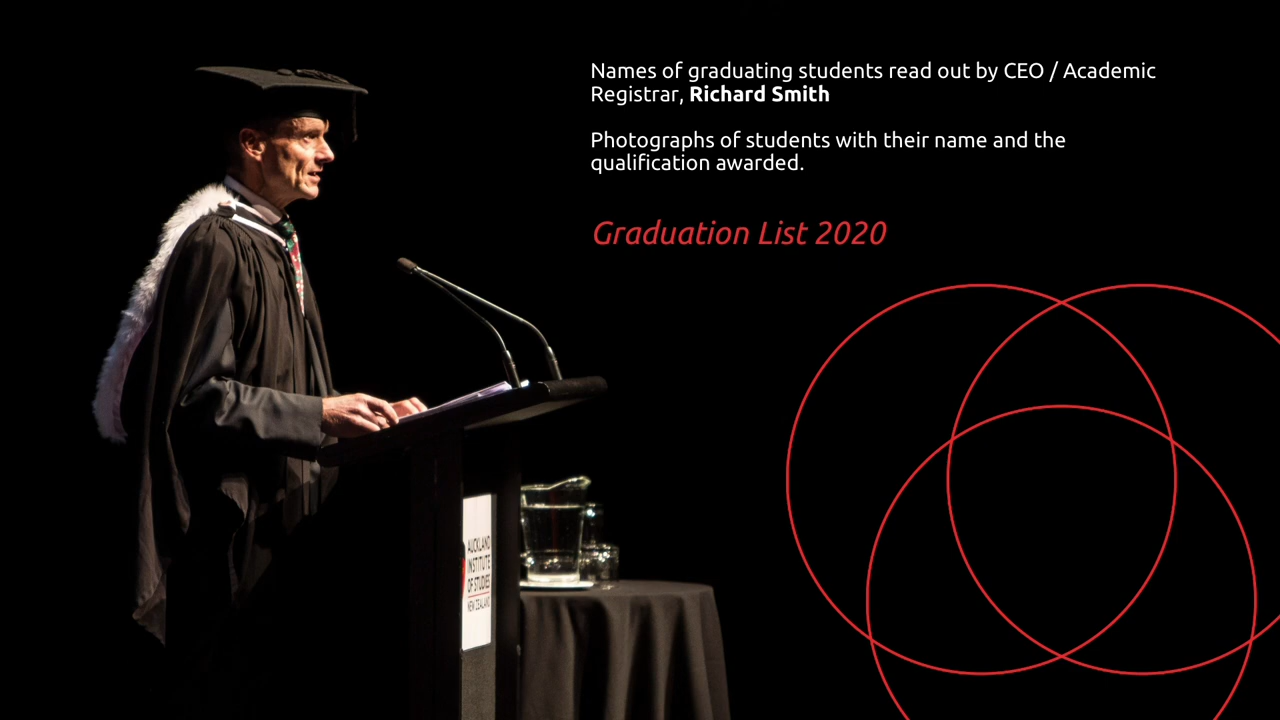 Names of graduating students read out by CEO / Academic
Registrar, Richard Smith
Photographs of students with their name and the
qualification awarded.
Graduation List 2020
AUCKLAND
INSTITUTE
OF STUDIES
NEW ZEALAND